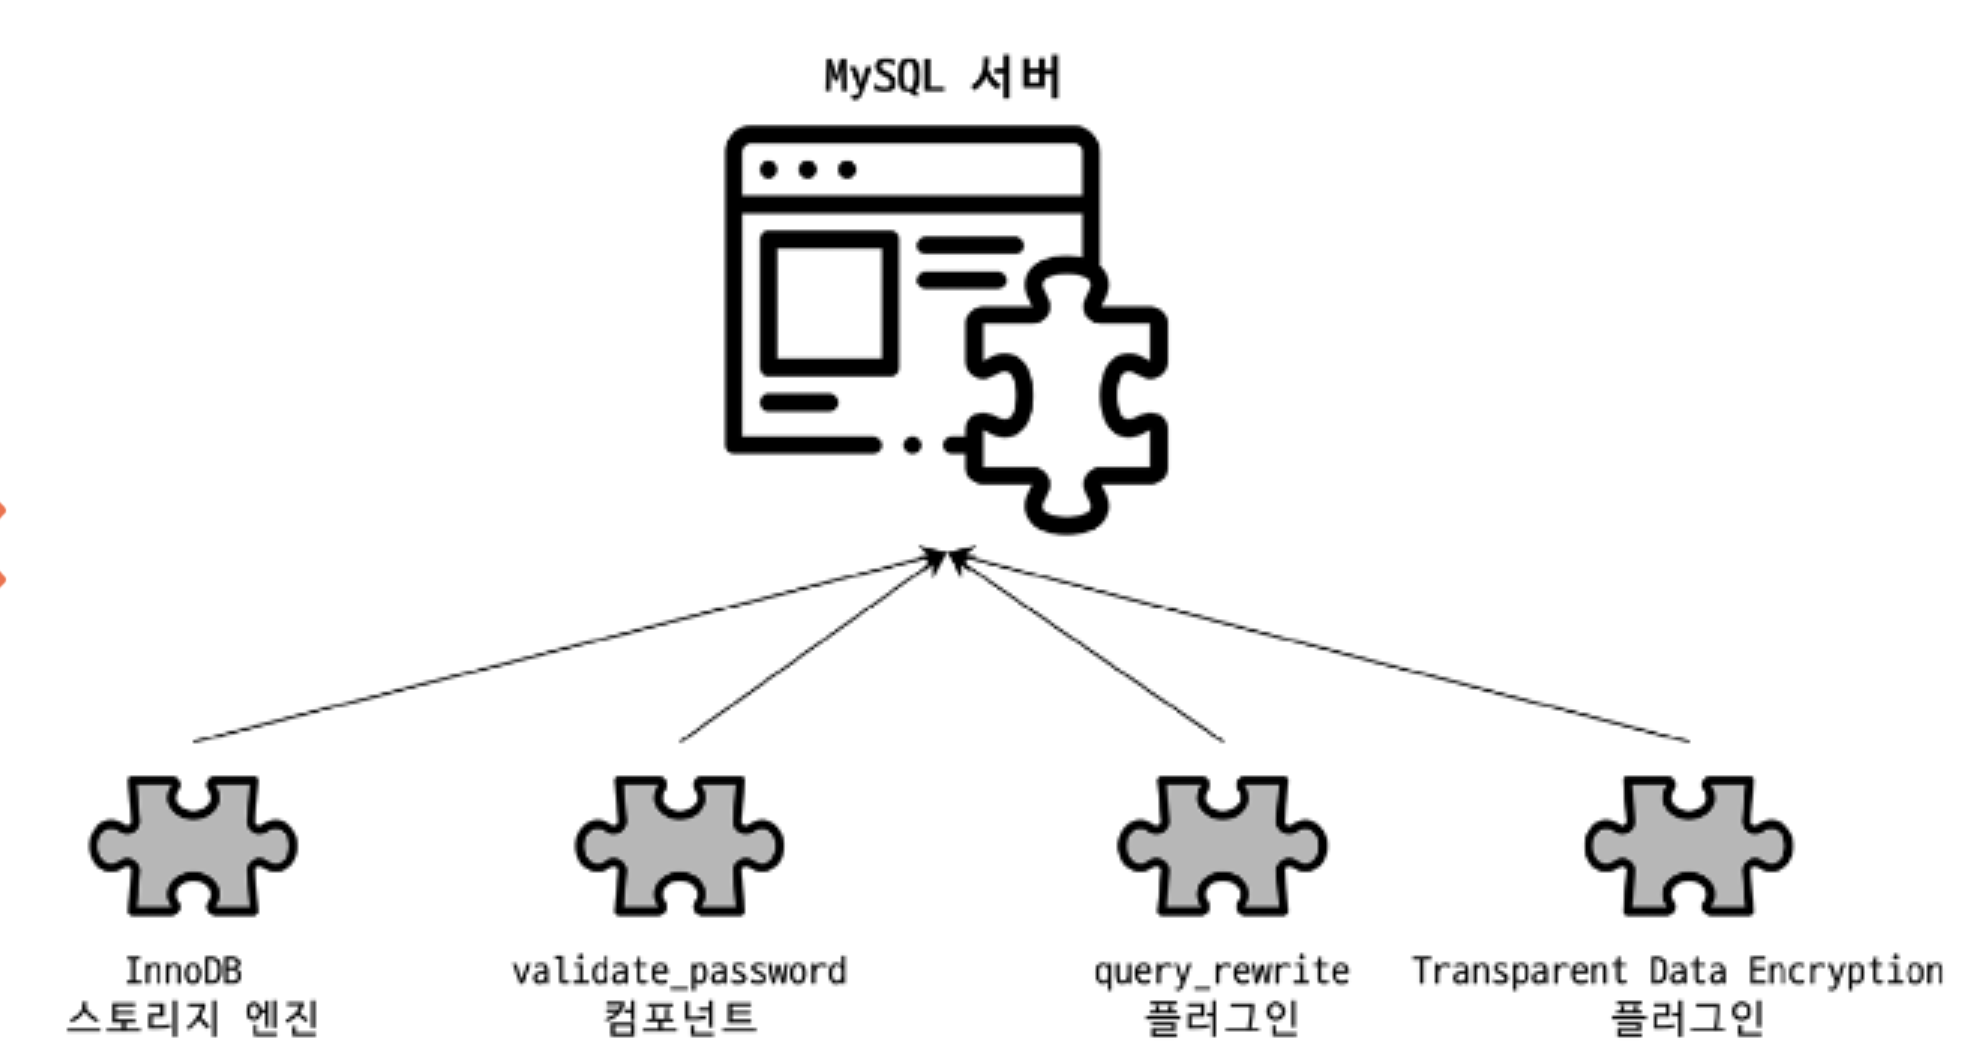 MySQL 서버
InnoDB
스토리지 엔진
validate_password
컴포넌트
query_rewrite
플러그인
Transparent Data Encryption
플러그인